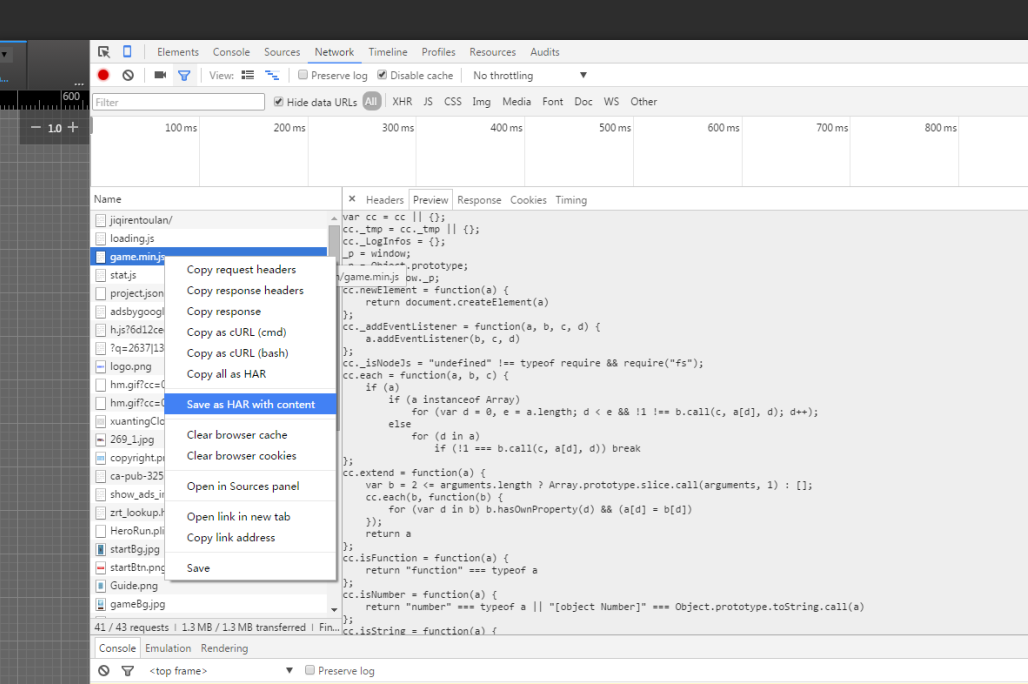 Elements Console Sources Network Timeline Profiles Resources Audits
View: Preserve log Disable cache No throttling
...
600
Filter Hide data URLs All XHR JS CSS Img Media Font Doc WS Other
1.0
100 ms 200 ms 300 ms 400 ms 500 ms 600 ms 700 ms 800 ms
Name
× Headers Preview Response Cookies Timing
jiqirentoulan/
loading.js
game.min.js
stat.js
project.json
adsbygoogl
h.js?6d12ce
?q=2637|13
logo.png
hm.gif?cc=
hm.gif?cc=
xuantingClo
269_1.jpg
copyright.p
ca-pub-325
show_ads_i
zrt_lookup.h
HeroRun.pli
startBg.jpg
startBtn.png
Guide.png
gameBg.jpg
41 / 43 requests | 1.3 MB / 1.3 MB transferred | Fin...
Copy request headers
Copy response headers
Copy response
Copy as cURL (cmd)
Copy as cURL (bash)
Copy all as HAR
Save as HAR with content
Clear browser cache
Clear browser cookies
Open in Sources panel
Open link in new tab
Copy link address
Save
/game.min.js
var cc = cc || {};
cc._tmp = cc._tmp || {};
cc._LogInfos = {};
_p = window;
_p = Object.prototype;
ow._p;
cc.newElement = function(a) {
return document.createElement(a)
};
cc._addEventListener = function(a, b, c, d) {
a.addEventListener(b, c, d)
};
cc._isNodeJs = "undefined" !== typeof require && require("fs");
cc.each = function(a, b, c) {
if (a)
if (a instanceof Array)
for (var d = 0, e = a.length; d < e && !1 !== b.call(c, a[d], d); d++);
else
for (d in a)
if (!1 === b.call(c, a[d], d)) break
};
cc.extend = function(a) {
var b = 2 <= arguments.length ? Array.prototype.slice.call(arguments, 1) : [];
cc.each(b, function(b) {
for (var d in b) b.hasOwnProperty(d) && (a[d] = b[d])
});
return a
};
cc.isFunction = function(a) {
return "function" === typeof a
};
cc.isNumber = function(a) {
return "number" === typeof a || "[object Number]" === Object.prototype.toString.call(a)
};
cc.isString = function(a) {
Console Emulation Rendering
<top frame> Preserve log